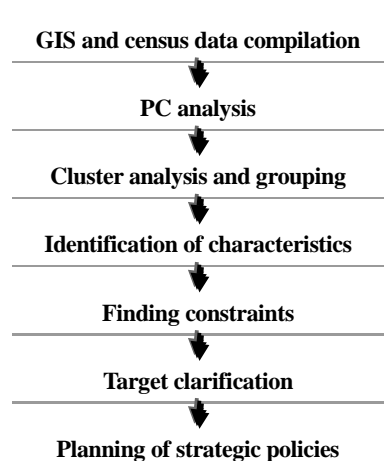 GIS and census data compilation
PC analysis
Cluster analysis and grouping
Identification of characteristics
Finding constraints
Target clarification
Planning of strategic policies